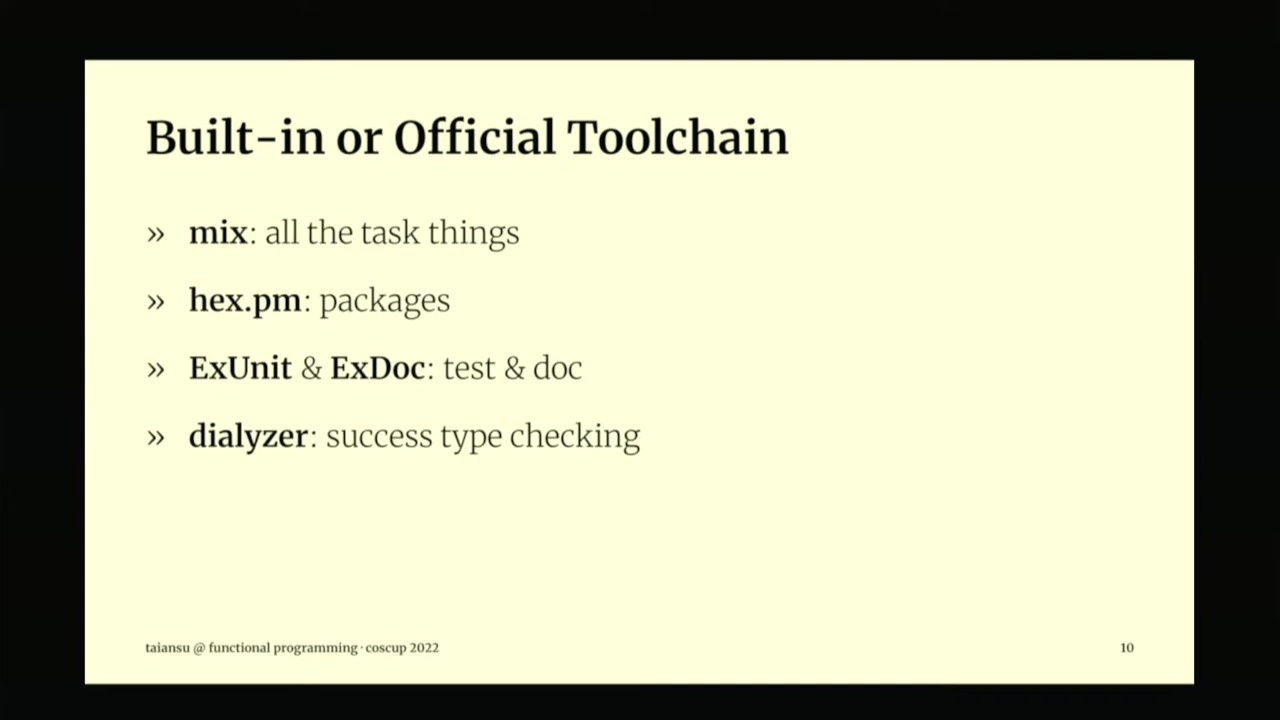 Built-in or Official Toolchain
» mix: all the task things
» hex.pm: packages
» ExUnit & ExDoc: test & doc
» dialyzer: success type checking
taiansu @ functional programming · coscup 2022
10